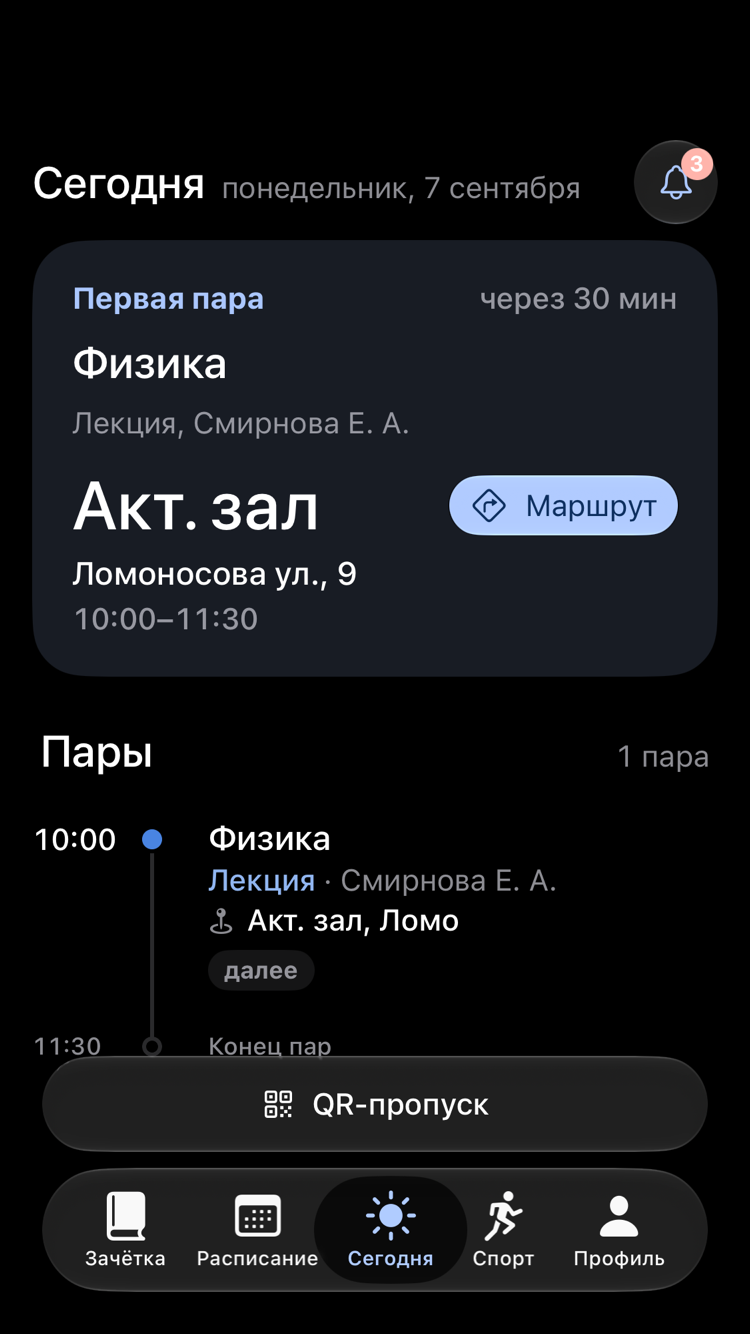 Сегодня понедельник, 7 сентября
3
Первая пара через 30 мин
Физика
Лекция, Смирнова Е. А.
Акт. зал
Маршрут
Ломоносова ул., 9
10:00–11:30
Пары 1 пара
10:00 Физика
Лекция · Смирнова Е. А.
Акт. зал, Ломо
далее
11:30 Конец пар
QR-пропуск
Зачётка Расписание Сегодня Спорт Профиль